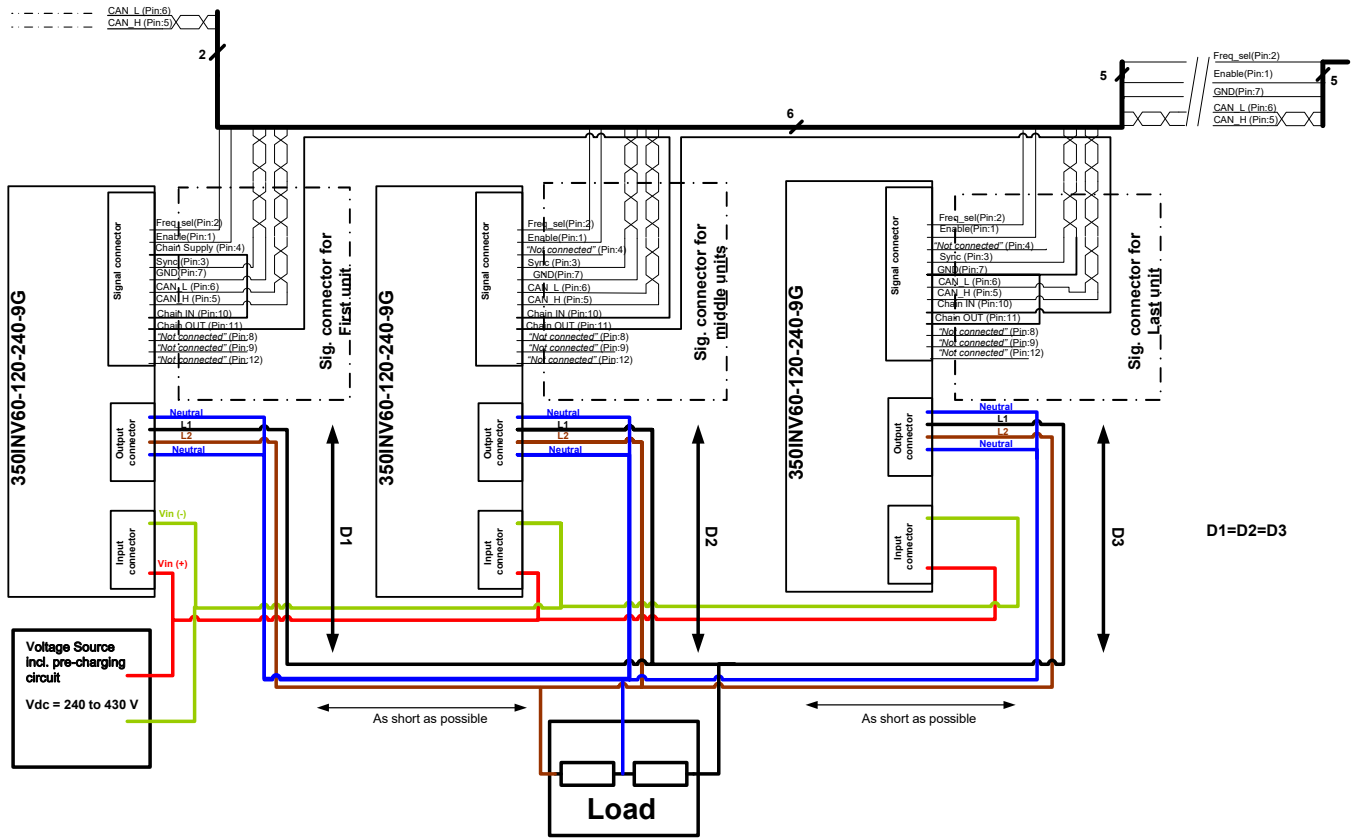 CAN_L (Pin:6)
CAN_H (Pin:5)
2
6
5
Freq_sel(Pin:2)
Enable(Pin:1)
GND(Pin:7)
CAN_L (Pin:6)
CAN_H (Pin:5)
5
350INV60-120-240-9G
Signal connector
Freq_sel(Pin:2)
Enable(Pin:1)
Chain Supply (Pin:4)
Sync(Pin:3)
GND(Pin:7)
CAN_L (Pin:6)
CAN_H (Pin:5)
Chain IN (Pin:10)
Chain OUT (Pin:11)
"Not connected" (Pin:8)
"Not connected" (Pin:9)
"Not connected" (Pin:12)
Sig. connector for
First unit.
Output
connector
Neutral
L1
L2
Neutral
Input
connector
Vin (-)
Vin (+)
D1
350INV60-120-240-9G
Signal connector
Freq_sel(Pin:2)
Enable(Pin:1)
"Not connected" (Pin:4)
Sync (Pin:3)
GND(Pin:7)
CAN_L (Pin:6)
CAN_H (Pin:5)
Chain IN (Pin:10)
Chain OUT (Pin:11)
"Not connected" (Pin:8)
"Not connected" (Pin:9)
"Not connected" (Pin:12)
Sig. connector for
middle units
Output
connector
Neutral
L1
L2
Neutral
Input
connector
D2
350INV60-120-240-9G
Signal connector
Freq_sel(Pin:2)
Enable(Pin:1)
"Not connected" (Pin:4)
Sync(Pin:3)
GND(Pin:7)
CAN_L (Pin:6)
CAN_H (Pin:5)
Chain IN (Pin:10)
Chain OUT (Pin:11)
"Not connected" (Pin:8)
"Not connected" (Pin:9)
"Not connected" (Pin:12)
Sig. connector for
Last unit
Output
connector
Neutral
L1
L2
Neutral
Input
connector
D3
D1=D2=D3
Voltage Source
incl. pre-charging
circuit
Vdc = 240 to 430 V
As short as possible
As short as possible
Load